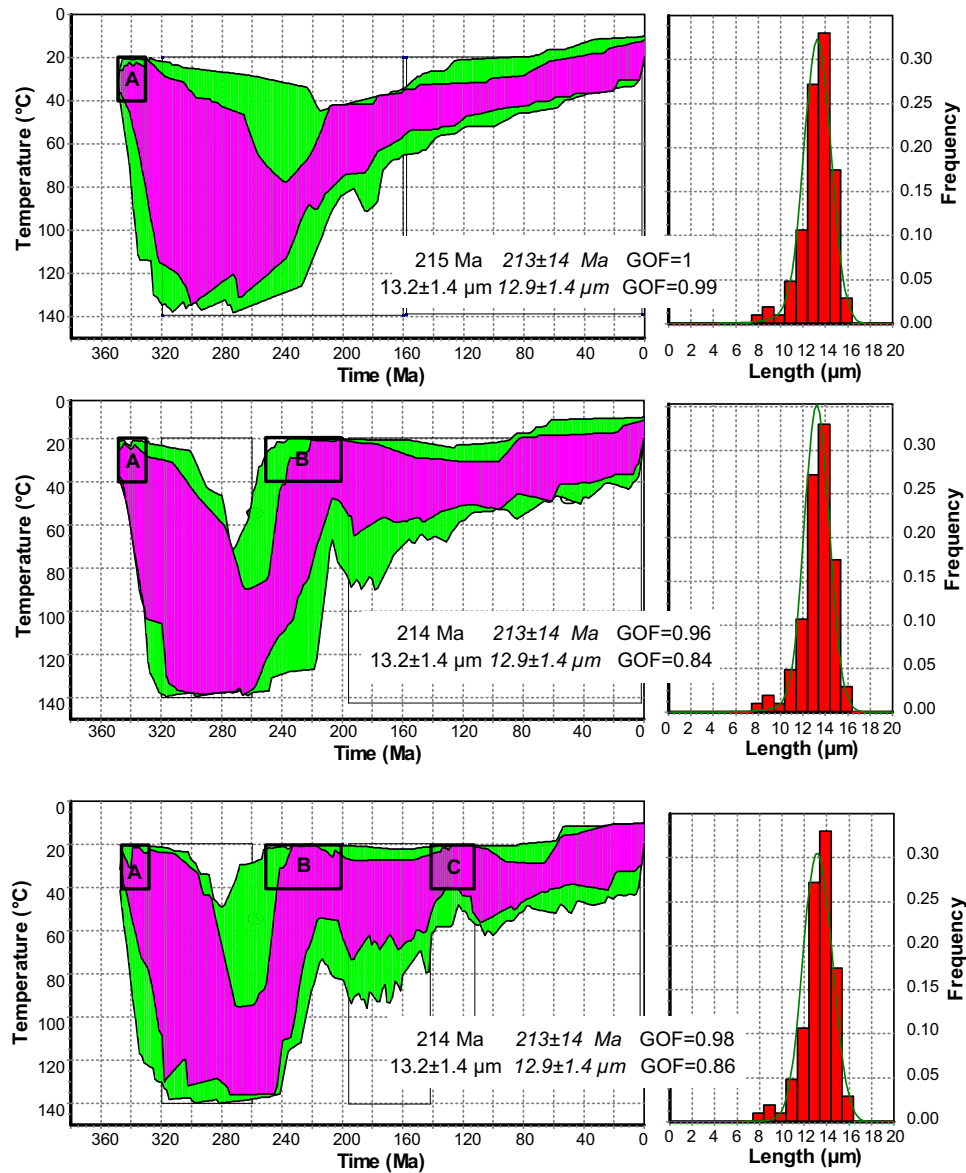 0
20
40
60
80
100
120
140
Temperature (°C)
A
215 Ma 213±14 Ma GOF=1
13.2±1.4 µm 12.9±1.4 µm GOF=0.99
360 320 280 240 200 160 120 80 40 0
Time (Ma)
0.30
0.25
0.20
0.15
0.10
0.05
0.00
Frequency
0 2 4 6 8 10 12 14 16 18 20
Length (µm)
0
20
40
60
80
100
120
140
Temperature (°C)
A B
214 Ma 213±14 Ma GOF=0.96
13.2±1.4 µm 12.9±1.4 µm GOF=0.84
360 320 280 240 200 160 120 80 40 0
Time (Ma)
0.30
0.25
0.20
0.15
0.10
0.05
0.00
Frequency
0 2 4 6 8 10 12 14 16 18 20
Length (µm)
0
20
40
60
80
100
120
140
Temperature (°C)
A B C
214 Ma 213±14 Ma GOF=0.98
13.2±1.4 µm 12.9±1.4 µm GOF=0.86
360 320 280 240 200 160 120 80 40 0
Time (Ma)
0.30
0.25
0.20
0.15
0.10
0.05
0.00
Frequency
0 2 4 6 8 10 12 14 16 18 20
Length (µm)